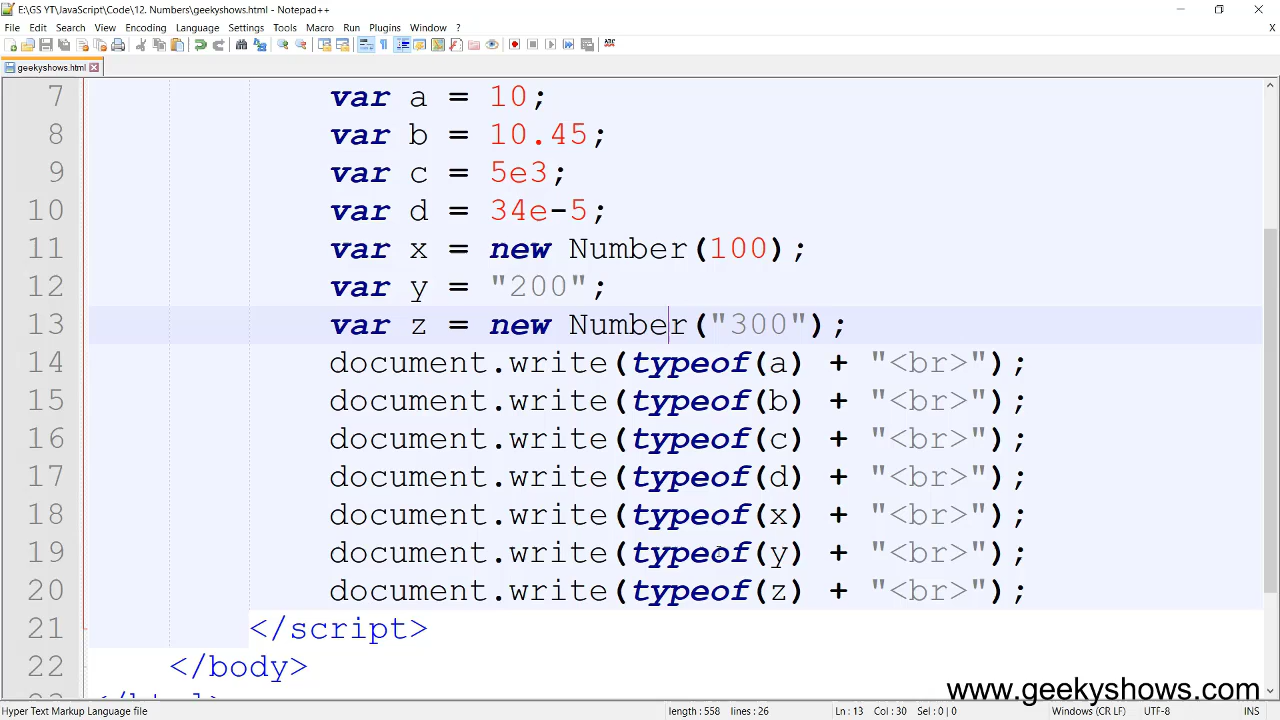 E:\GS YT\JavaScript\Code\12. Numbers\geekyshows.html - Notepad++
File Edit Search View Encoding Language Settings Tools Macro Run Plugins Window ?
X
geekyshows.html
7 var a = 10;
8 var b = 10.45;
9 var c = 5e3;
10 var d = 34e-5;
11 var x = new Number(100);
12 var y = "200";
13 var z = new Number("300");
14 document.write(typeof(a) + "<br>");
15 document.write(typeof(b) + "<br>");
16 document.write(typeof(c) + "<br>");
17 document.write(typeof(d) + "<br>");
18 document.write(typeof(x) + "<br>");
19 document.write(typeof(y) + "<br>");
20 document.write(typeof(z) + "<br>");
21 </script>
22 </body>
www.geekyshows.com
Hyper Text Markup Language file length : 558 lines : 26 Ln : 13 Col : 30 Sel : 0 | 0 Windows (CR LF) UTF-8 INS